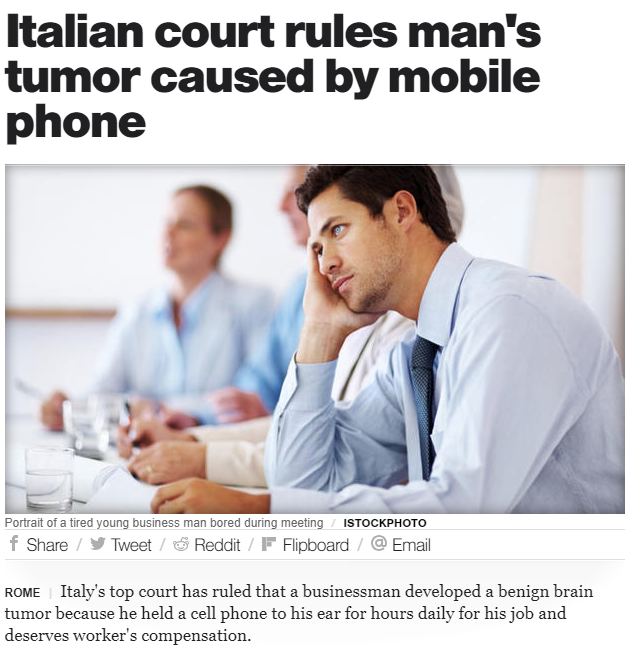 Italian court rules man's
tumor caused by mobile
phone
Portrait of a tired young business man bored during meeting / ISTOCKPHOTO
f Share / Tweet / Reddit / Flipboard / @ Email
ROME | Italy's top court has ruled that a businessman developed a benign brain
tumor because he held a cell phone to his ear for hours daily for his job and
deserves worker's compensation.